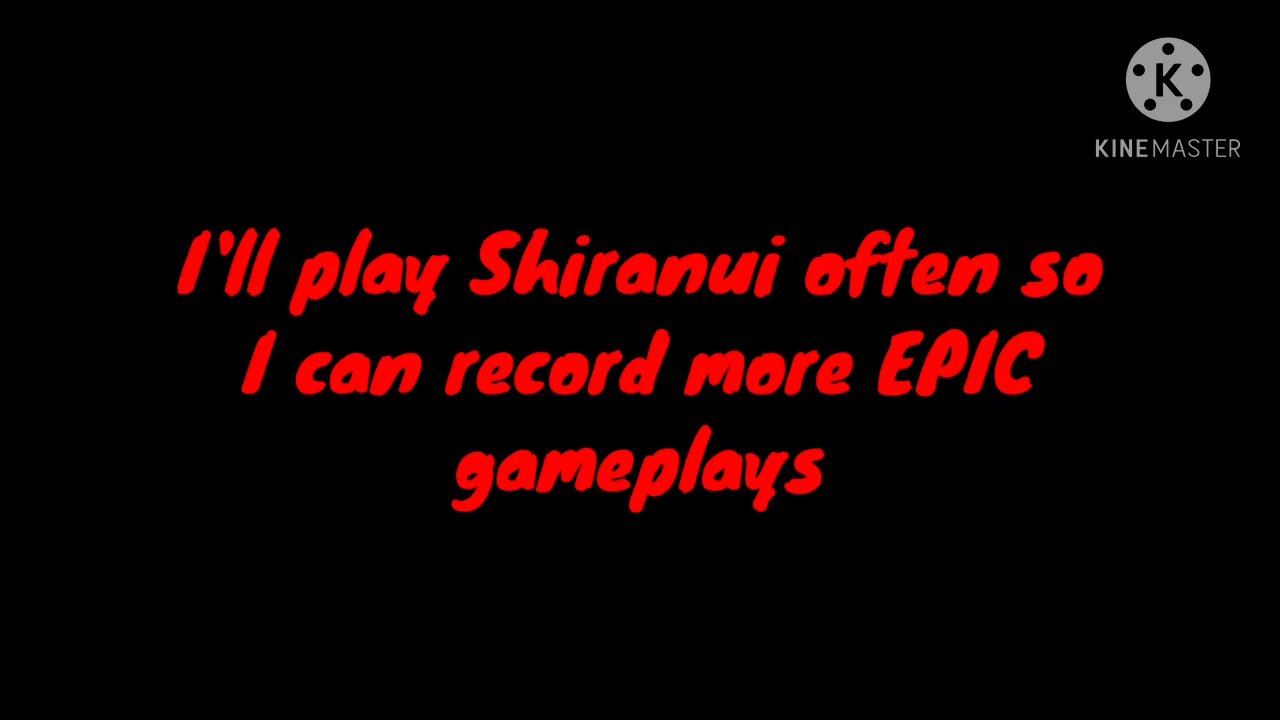 K
KINEMASTER
I'll play Shiranui often so
I can record more EPIC
gameplays